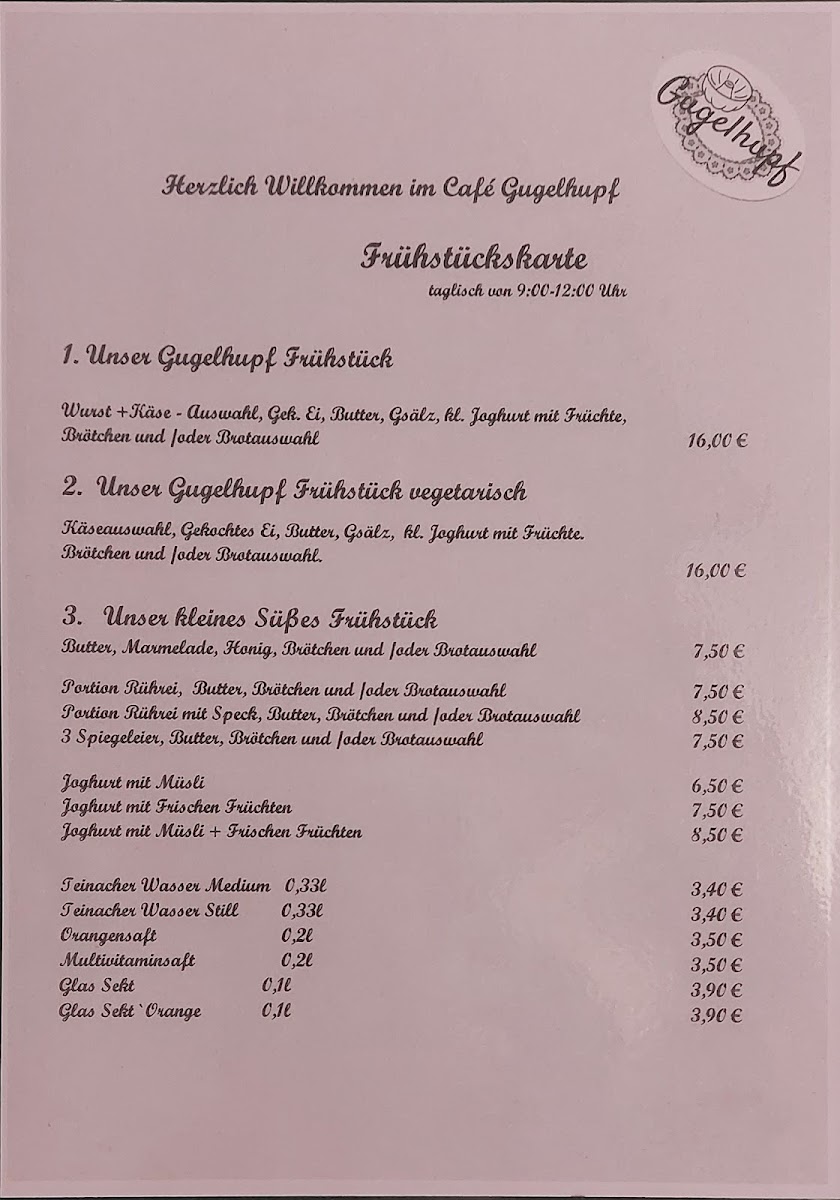 Gugelhupf
Herzlich Willkommen im Café Gugelhupf
Frühstückskarte
taglisch von 9:00-12:00 Uhr
1. Unser Gugelhupf Frühstück
Wurst +Käse - Auswahl, Gek. Ei, Butter, Gsälz, kl. Joghurt mit Früchte,
Brötchen und /oder Brotauswahl 16,00 €
2. Unser Gugelhupf Frühstück vegetarisch
Käseauswahl, Gekochtes Ei, Butter, Gsälz, kl. Joghurt mit Früchte.
Brötchen und /oder Brotauswahl.
16,00 €
3. Unser kleines Süßes Frühstück
Butter, Marmelade, Honig, Brötchen und /oder Brotauswahl 7,50 €
Portion Rührei, Butter, Brötchen und /oder Brotauswahl 7,50 €
Portion Rührei mit Speck, Butter, Brötchen und /oder Brotauswahl 8,50 €
3 Spiegeleier, Butter, Brötchen und /oder Brotauswahl 7,50 €
Joghurt mit Müsli 6,50 €
Joghurt mit Frischen Früchten 7,50 €
Joghurt mit Müsli + Frischen Früchten 8,50 €
Teinacher Wasser Medium 0,33l 3,40 €
Teinacher Wasser Still 0,33l 3,40 €
Orangensaft 0,2l 3,50 €
Multivitaminsaft 0,2l 3,50 €
Glas Sekt 0,1l 3,90 €
Glas Sekt`Orange 0,1l 3,90 €